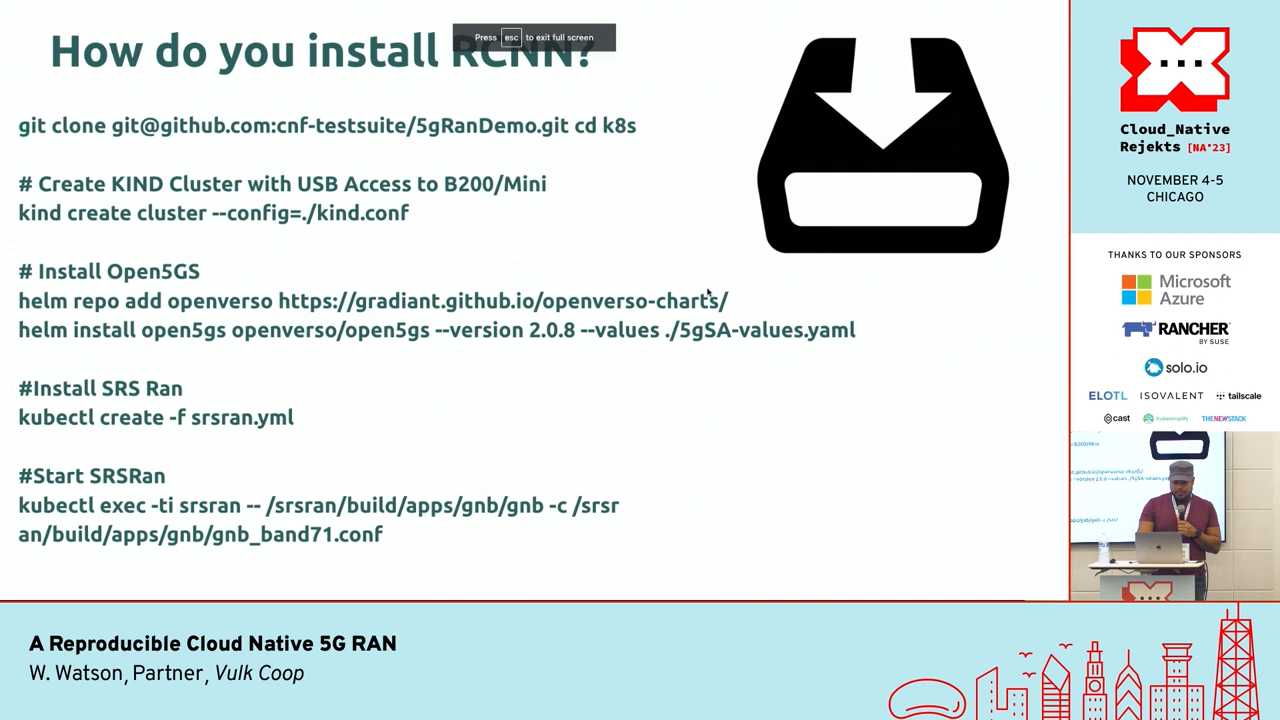 How do you install RCNN?
Press esc to exit full screen
git clone git@github.com:cnf-testsuite/5gRanDemo.git cd k8s
# Create KIND Cluster with USB Access to B200/Mini
kind create cluster --config=./kind.conf
# Install Open5GS
helm repo add openverso https://gradiant.github.io/openverso-charts/
helm install open5gs openverso/open5gs --version 2.0.8 --values ./5gSA-values.yaml
#Install SRS Ran
kubectl create -f srsran.yml
#Start SRSRan
kubectl exec -ti srsran -- /srsran/build/apps/gnb/gnb -c /srsr
an/build/apps/gnb/gnb_band71.conf
Cloud_Native
Rejekts [NA'23]
NOVEMBER 4-5
CHICAGO
THANKS TO OUR SPONSORS
Microsoft
Azure
RANCHER
BY SUSE
solo.io
ELOTL ISOVALENT tailscale
cast Kubesimplify THENEWSTACK
A Reproducible Cloud Native 5G RAN
W. Watson, Partner, Vulk Coop